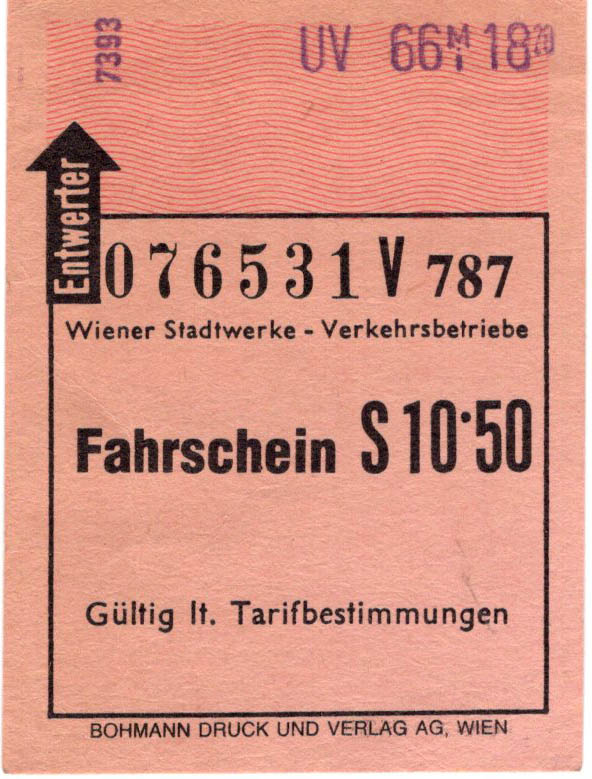 7393
UV 66M 18 20
Entwerter
076531 V 787
Wiener Stadtwerke - Verkehrsbetriebe
Fahrschein S 10·50
Gültig lt. Tarifbestimmungen
BOHMANN DRUCK UND VERLAG AG, WIEN